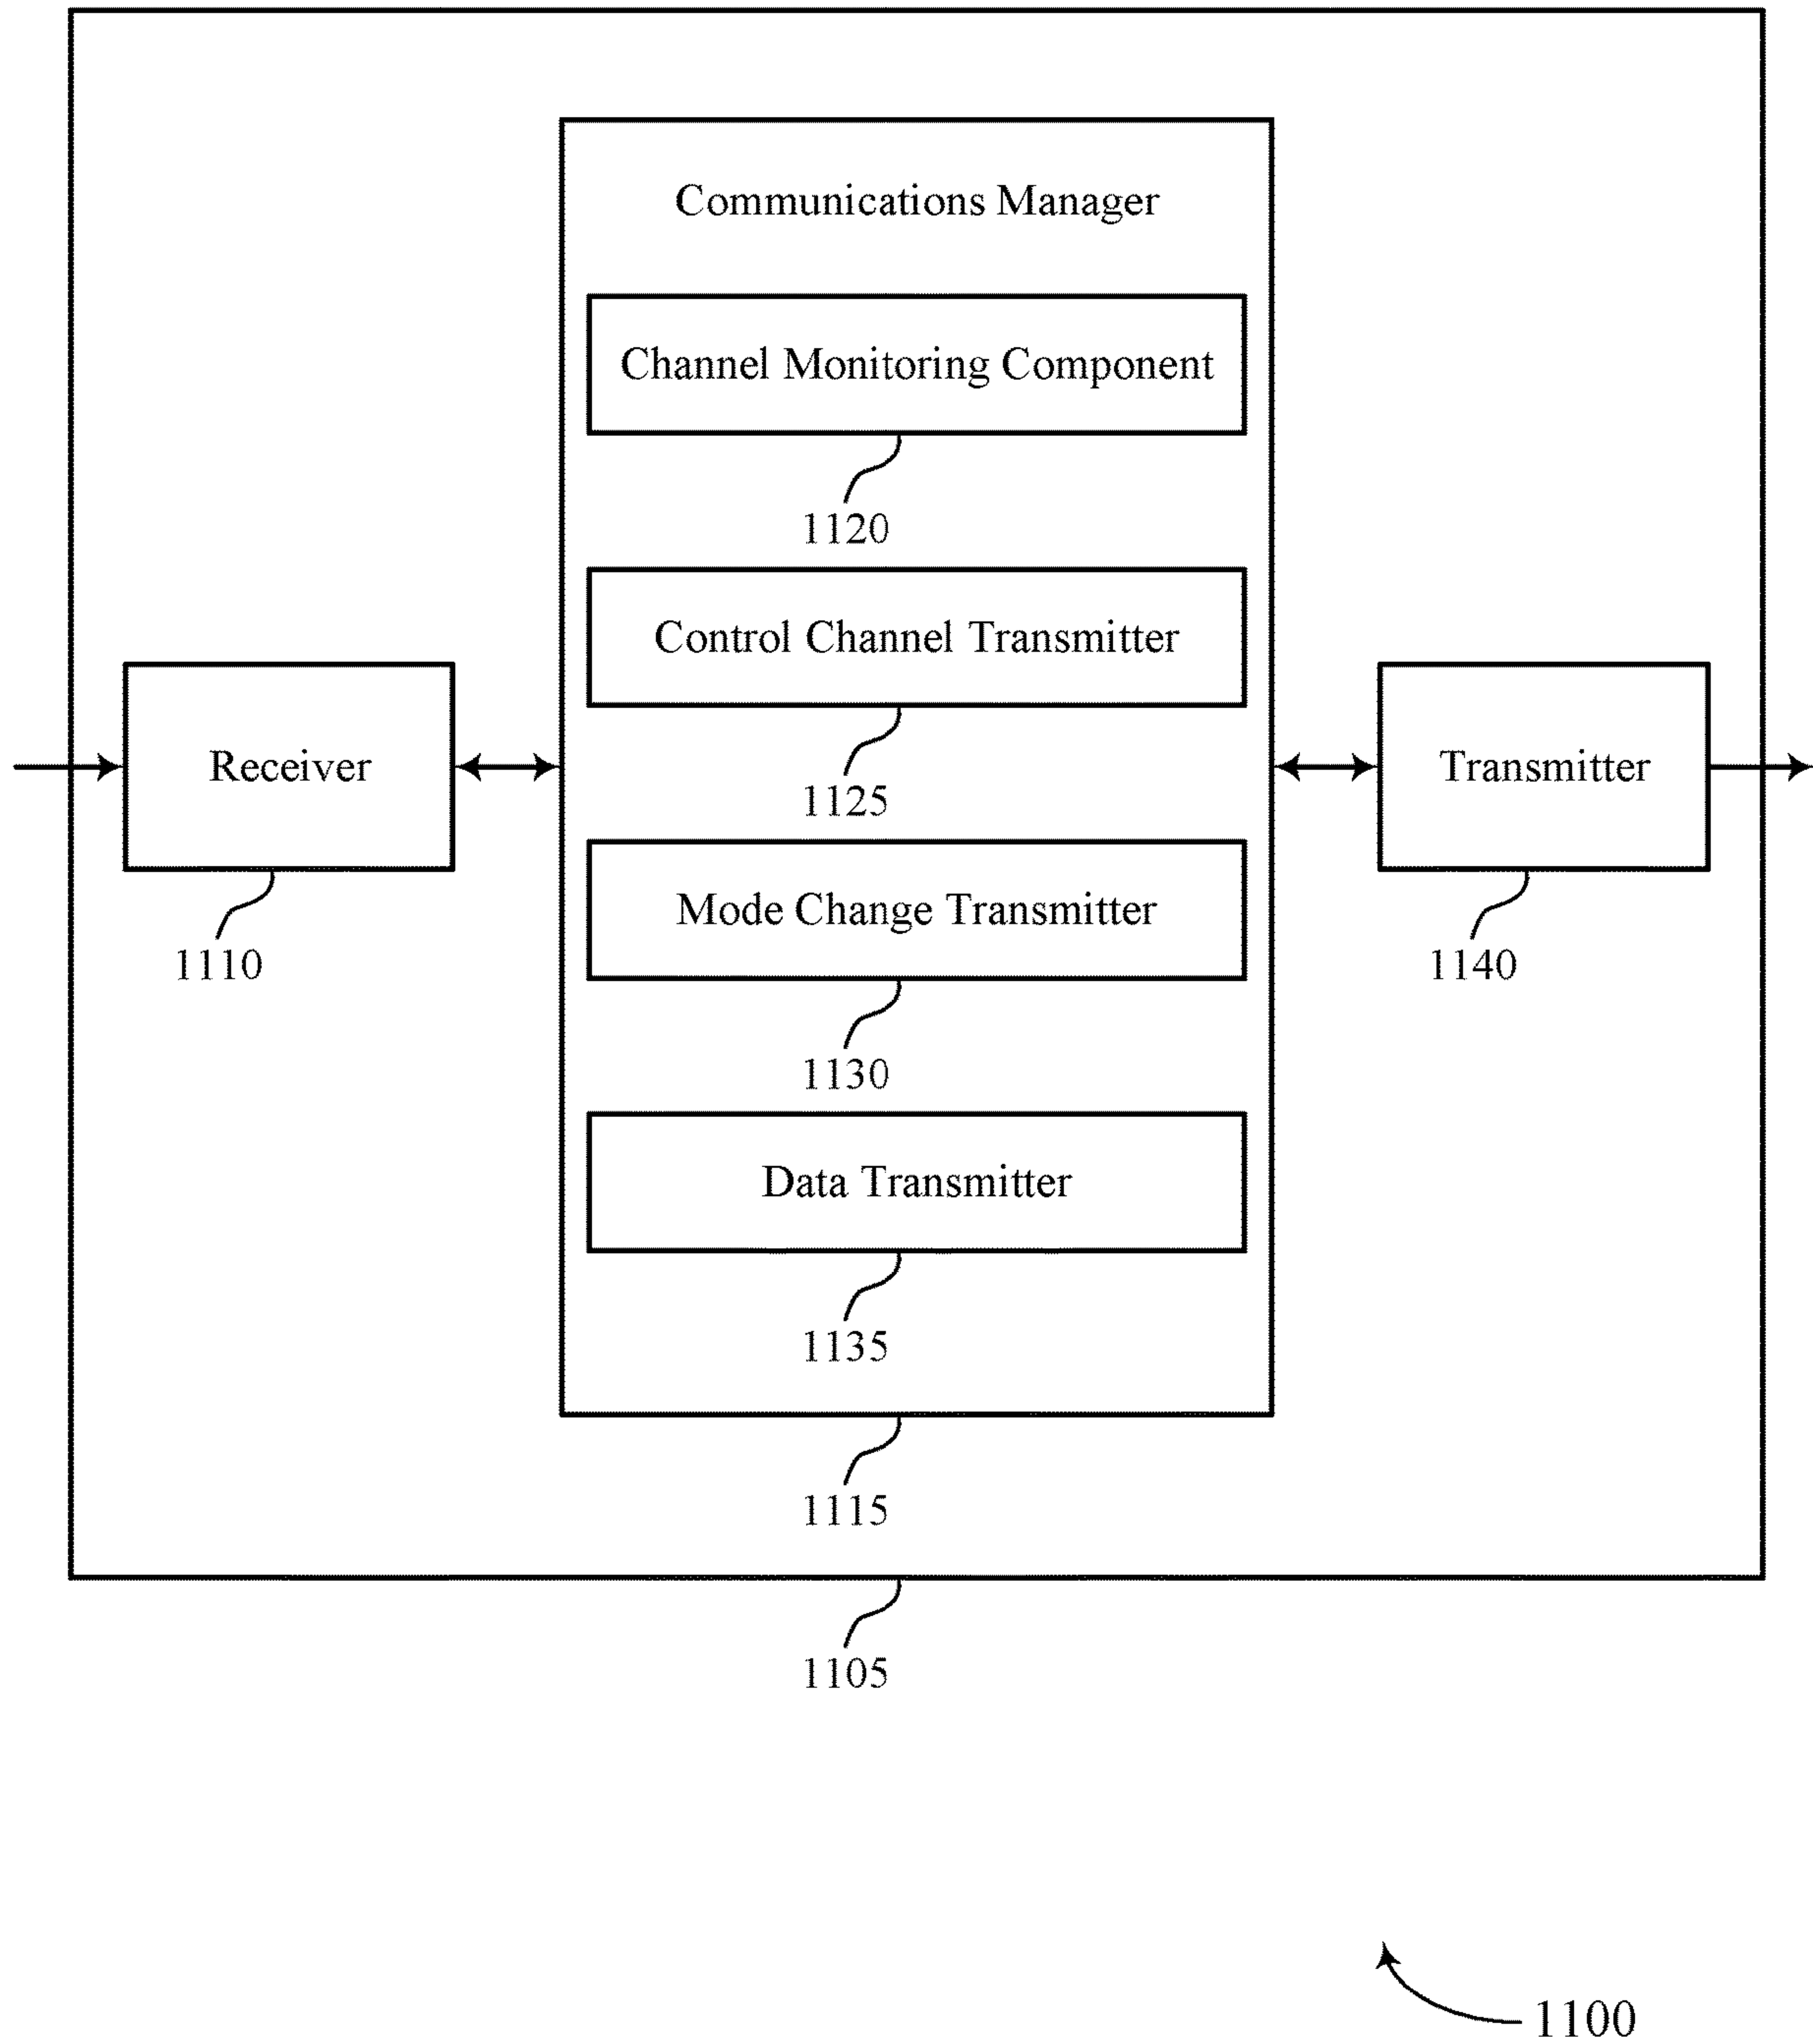 Communications Manager
Channel Monitoring Component
1120
Control Channel Transmitter
1125
Receiver
1110
Transmitter
1140
Mode Change Transmitter
1130
Data Transmitter
1135
1115
1105
1100